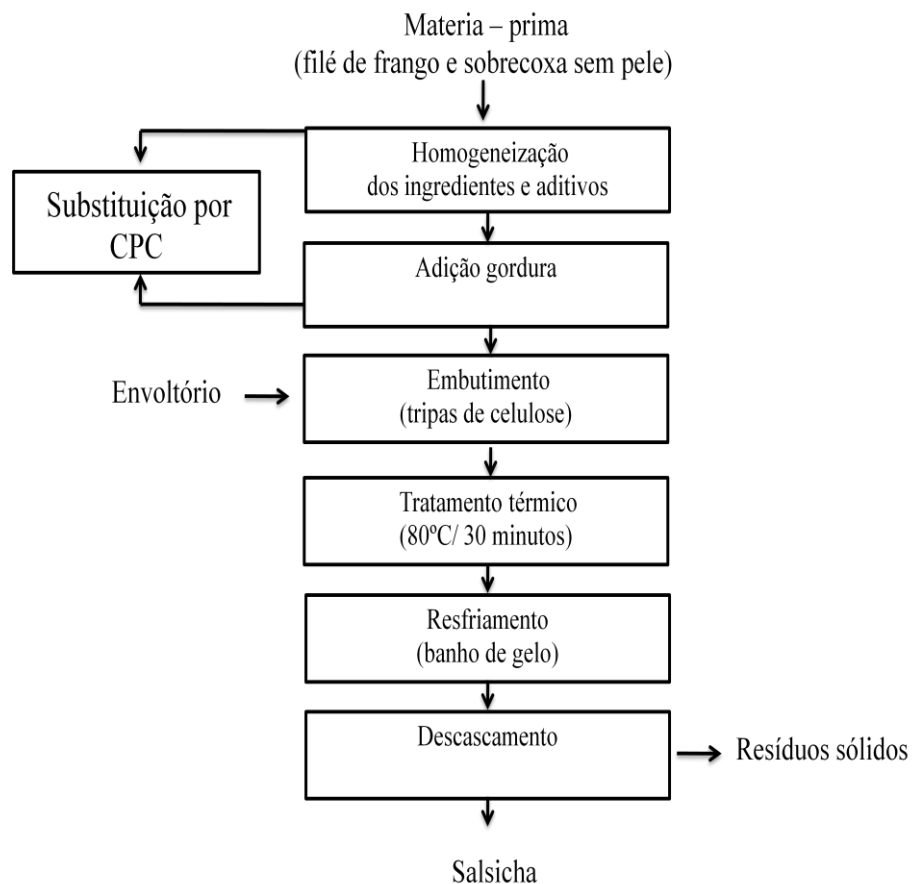 Materia – prima
(filé de frango e sobrecoxa sem pele)
Homogeneização
dos ingredientes e aditivos
Substituição por
CPC
Adição gordura
Envoltório
Embutimento
(tripas de celulose)
Tratamento térmico
(80ºC/ 30 minutos)
Resfriamento
(banho de gelo)
Descascamento
Resíduos sólidos
Salsicha